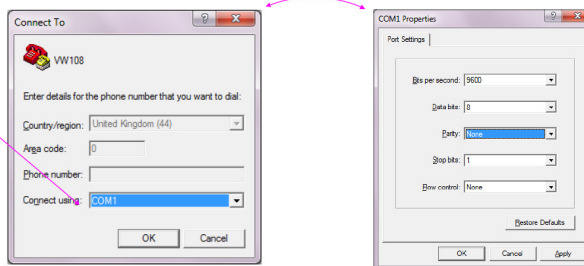 Connect To
VW108
Enter details for the phone number that you want to dial:
Country/region: United Kingdom (44)
Area code: 0
Phone number:
Connect using: COM1
OK Cancel
COM1 Properties
Port Settings
Bits per second: 9600
Data bits: 8
Parity: None
Stop bits: 1
Flow control: None
Restore Defaults
OK Cancel Apply